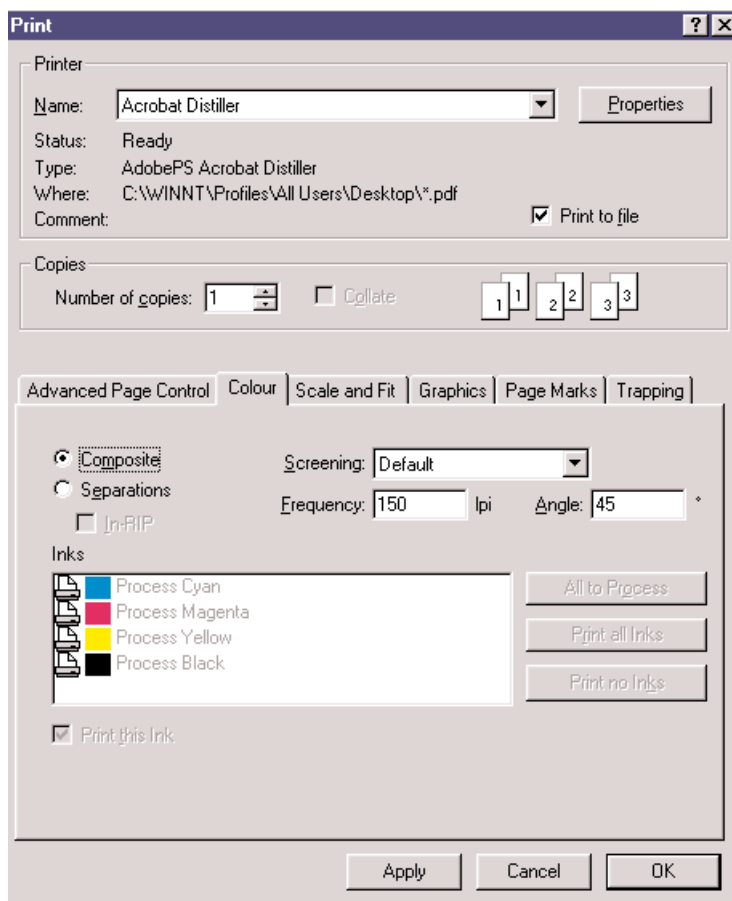 Print
Printer
Name: Acrobat Distiller Properties
Status: Ready
Type: AdobePS Acrobat Distiller
Where: C:\WINNT\Profiles\All Users\Desktop\*.pdf
Comment: Print to file
Copies
Number of copies: 1 Collate 1 1 2 2 3 3
Advanced Page Control Colour Scale and Fit Graphics Page Marks Trapping
Composite Screening: Default
Separations Frequency: 150 lpi Angle: 45 °
In-RIP
Inks
Process Cyan All to Process
Process Magenta
Process Yellow Print all Inks
Process Black Print no Inks
Print this Ink
Apply Cancel OK